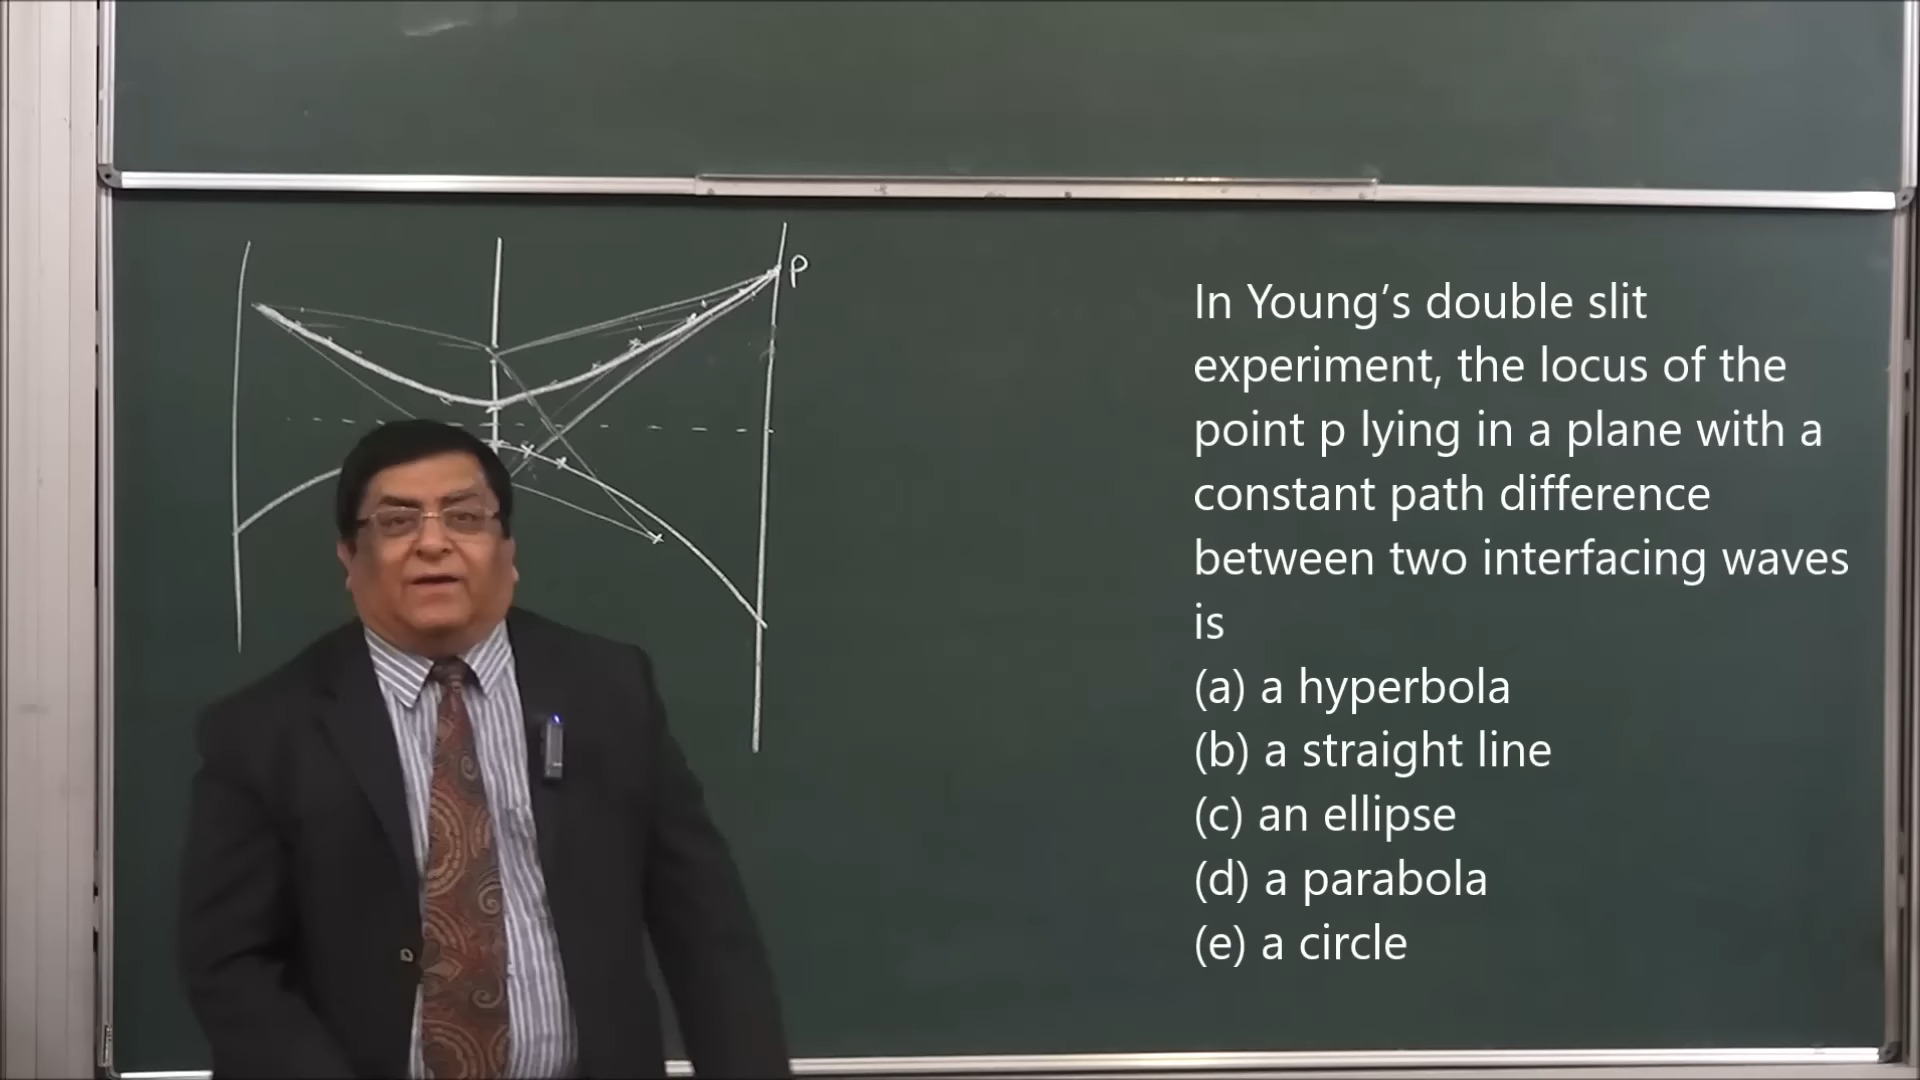 P
In Young’s double slit
experiment, the locus of the
point p lying in a plane with a
constant path difference
between two interfacing waves
is
(a) a hyperbola
(b) a straight line
(c) an ellipse
(d) a parabola
(e) a circle